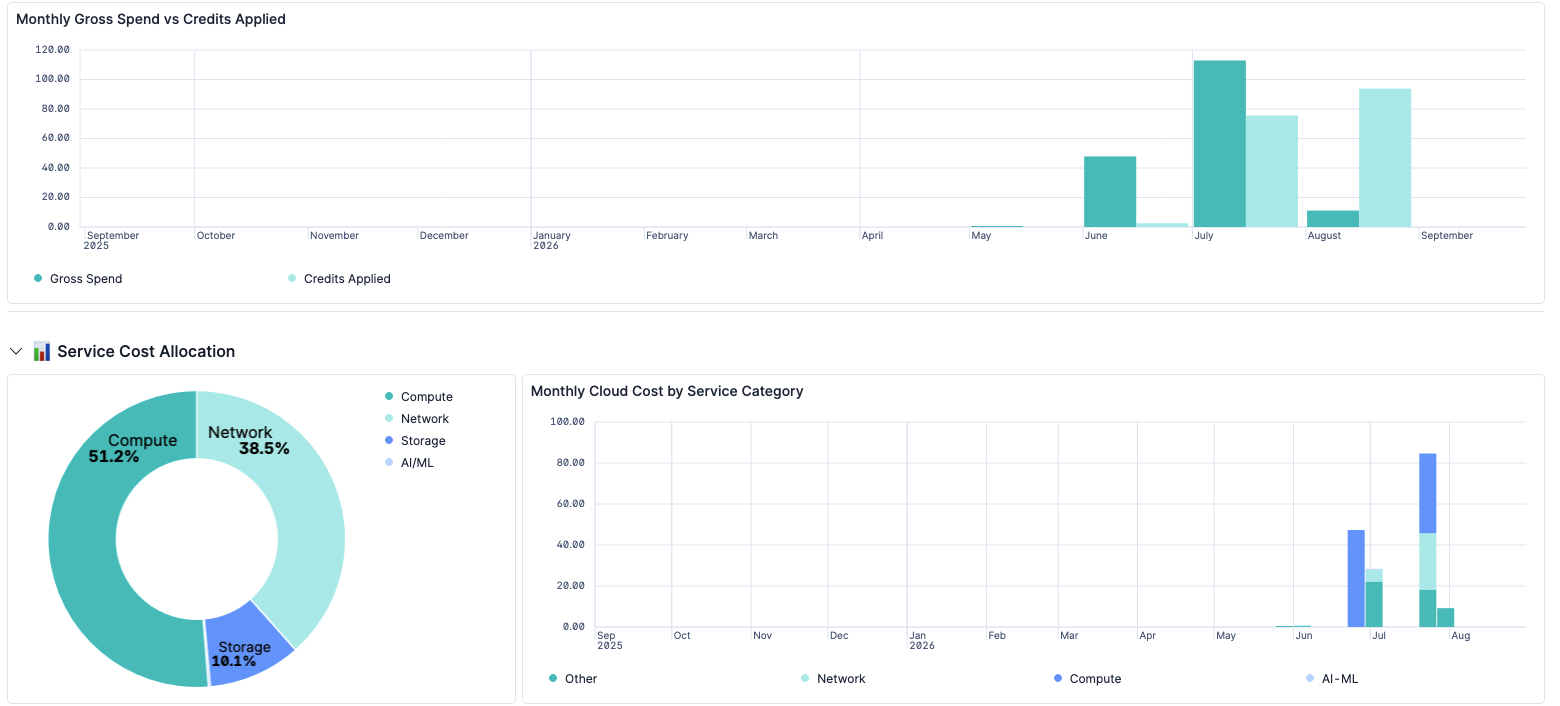 Monthly Gross Spend vs Credits Applied
120.00
100.00
80.00
60.00
40.00
20.00
0.00
September October November December January February March April May June July August September
2025 2026
Gross Spend Credits Applied
Service Cost Allocation
Compute
51.2%
Network
38.5%
Storage
10.1%
Compute
Network
Storage
AI/ML
Monthly Cloud Cost by Service Category
100.00
80.00
60.00
40.00
20.00
0.00
Sep Oct Nov Dec Jan Feb Mar Apr May Jun Jul Aug
2025 2026
Other Network Compute AI-ML